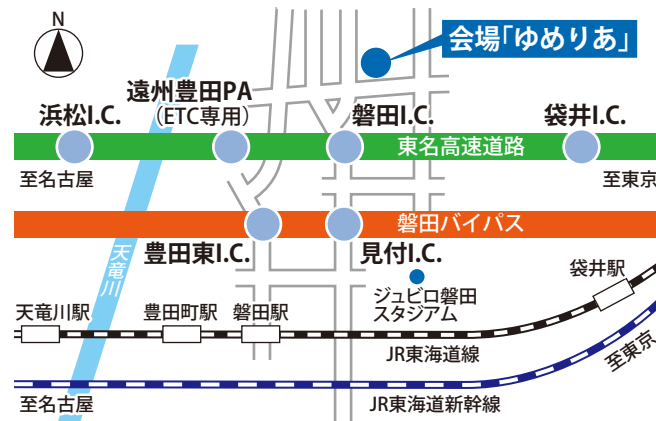 N
会場「ゆめりあ」
遠州豊田PA
（ETC専用）
浜松I.C.
磐田I.C.
袋井I.C.
東名高速道路
至名古屋
至東京
磐田バイパス
豊田東I.C.
見付I.C.
天竜川
ジュビロ磐田
スタジアム
袋井駅
天竜川駅
豊田町駅
磐田駅
JR東海道線
至東京
至名古屋
JR東海道新幹線